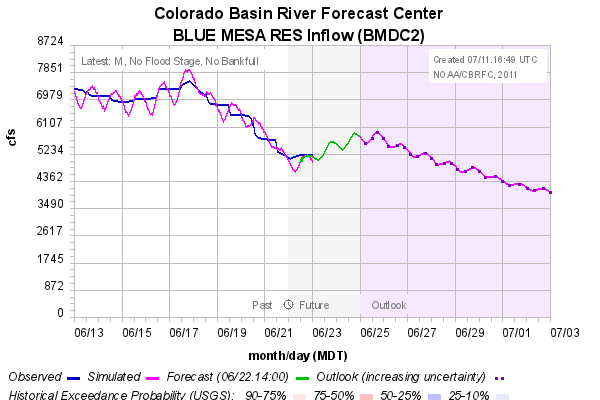 Colorado Basin River Forecast Center
BLUE MESA RES Inflow (BMDC2)
8724
7851
6979
6107
5234
4362
3490
2617
1745
872
0
cfs
Latest: M, No Flood Stage, No Bankfull
Created 07/11.16:49 UTC
NOAA/CBRFC, 2011
Past Future Outlook
06/13 06/15 06/17 06/19 06/21 06/23 06/25 06/27 06/29 07/01 07/03
month/day (MDT)
Observed Simulated Forecast (06/22.14:00) Outlook (increasing uncertainty)
Historical Exceedance Probability (USGS): 90-75% 75-50% 50-25% 25-10%